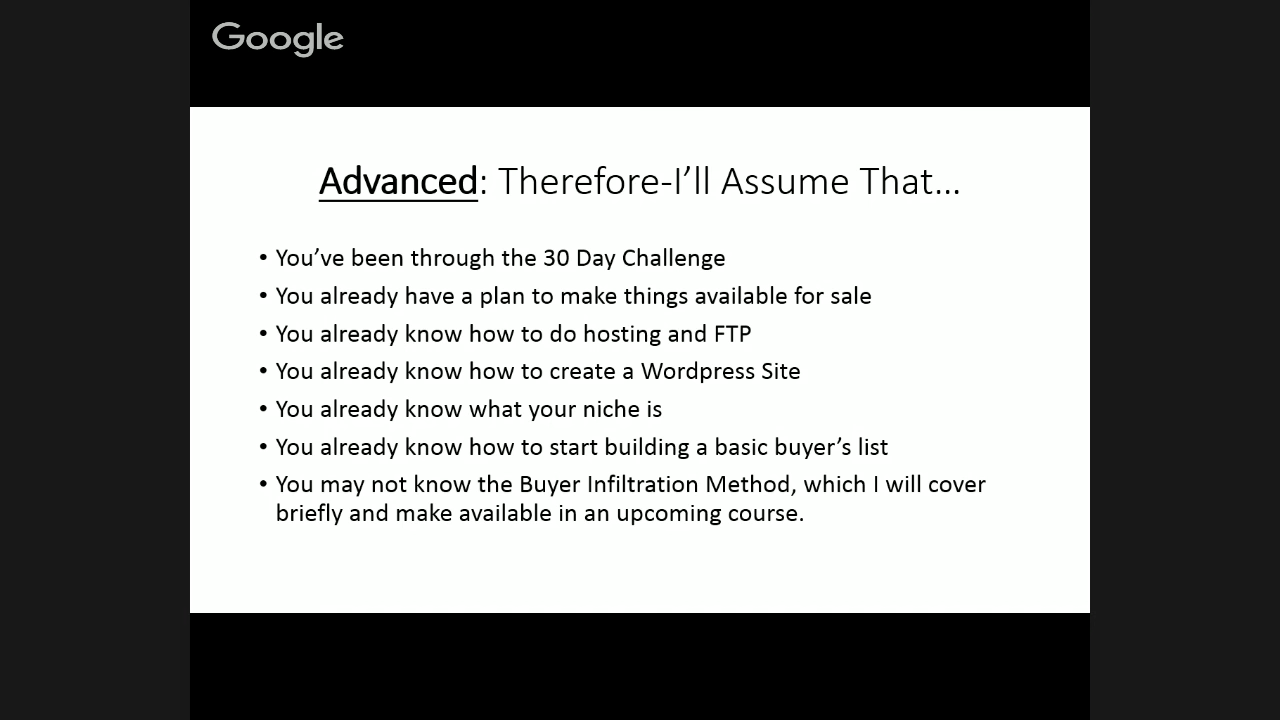 Google
Advanced: Therefore-I’ll Assume That…
• You’ve been through the 30 Day Challenge
• You already have a plan to make things available for sale
• You already know how to do hosting and FTP
• You already know how to create a Wordpress Site
• You already know what your niche is
• You already know how to start building a basic buyer’s list
• You may not know the Buyer Infiltration Method, which I will cover
briefly and make available in an upcoming course.